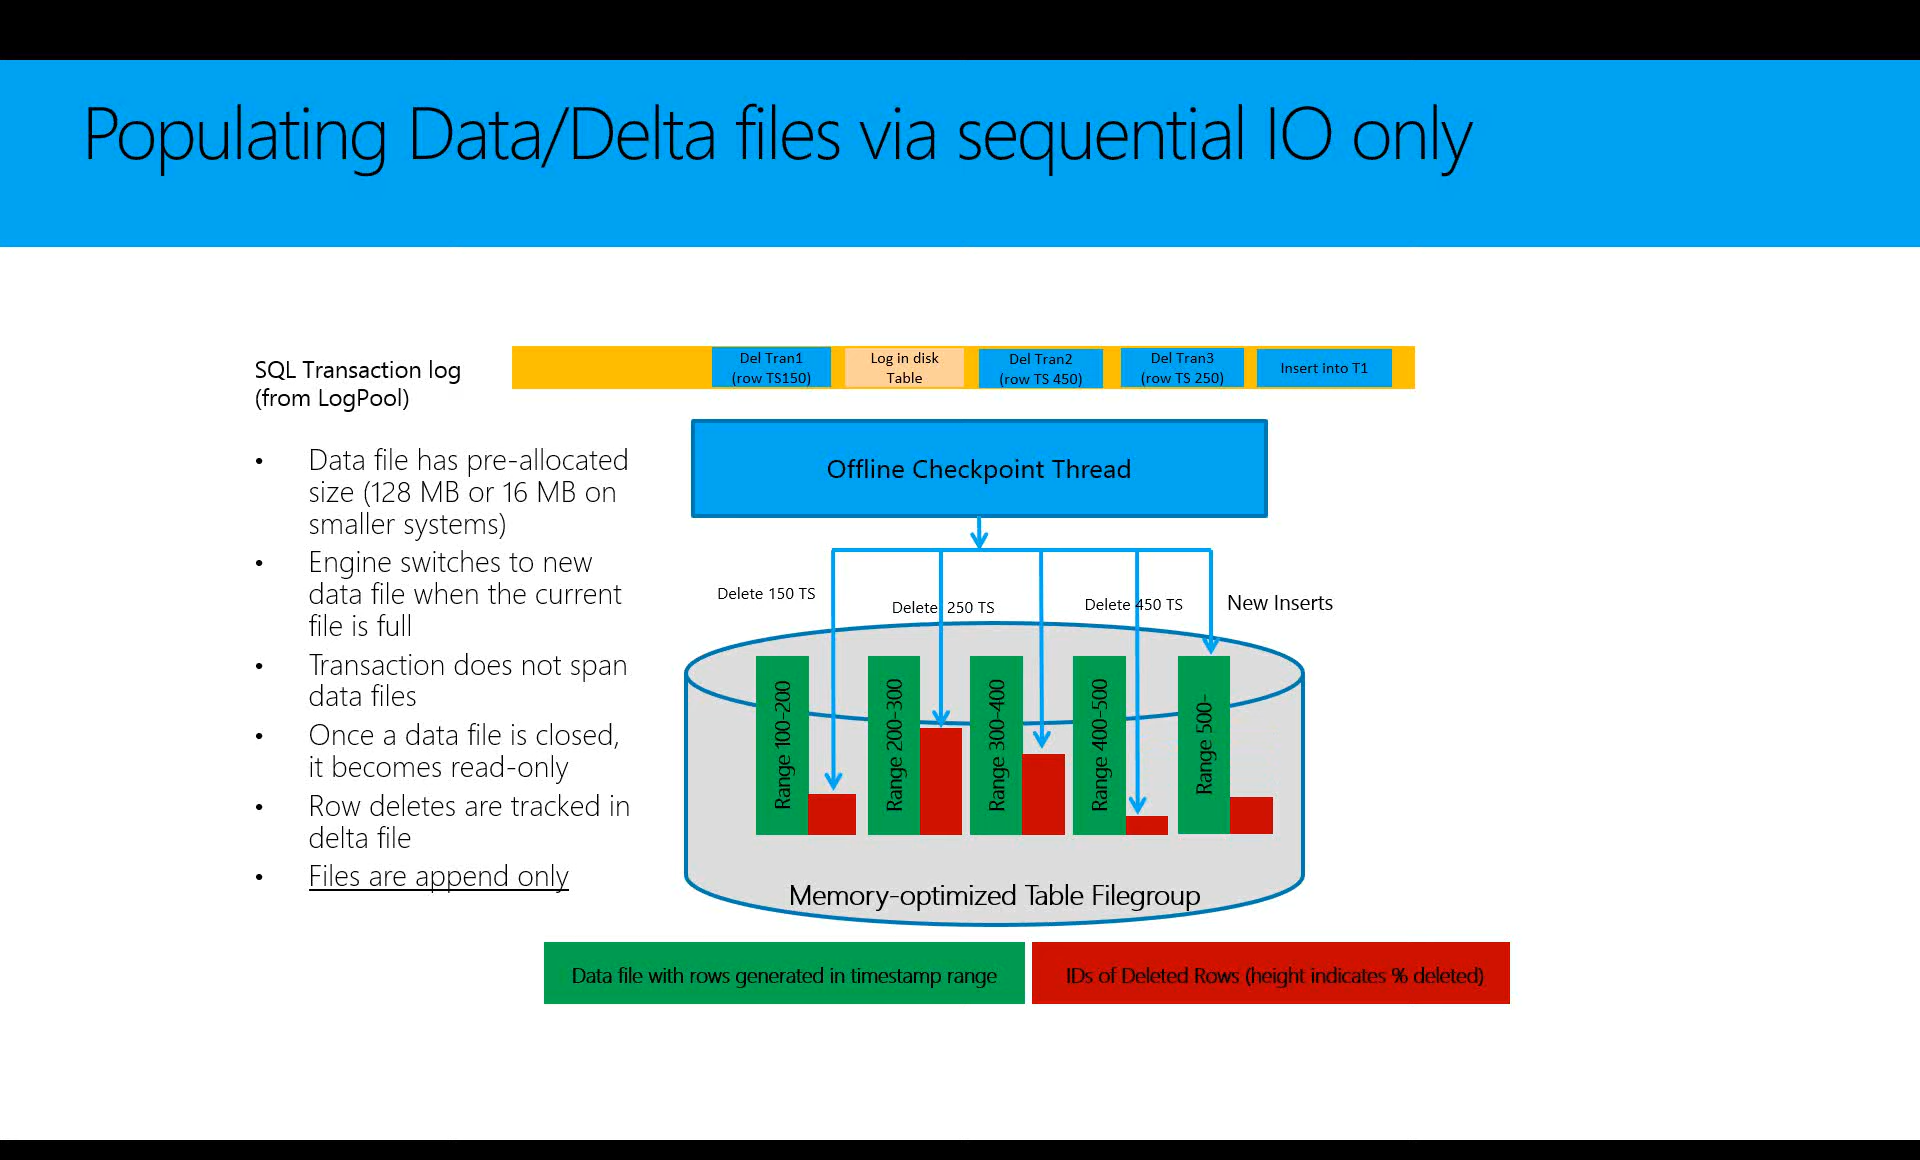 Populating Data/Delta files via sequential IO only
SQL Transaction log
(from LogPool)
Del Tran1
(row TS150)
Log in disk
Table
Del Tran2
(row TS 450)
Del Tran3
(row TS 250)
Insert into T1
• Data file has pre-allocated
size (128 MB or 16 MB on
smaller systems)
• Engine switches to new
data file when the current
file is full
• Transaction does not span
data files
• Once a data file is closed,
it becomes read-only
• Row deletes are tracked in
delta file
• Files are append only
Offline Checkpoint Thread
Delete 150 TS
Delete 250 TS
Delete 450 TS
New Inserts
Range 100-200
Range 200-300
Range 300-400
Range 400-500
Range 500-
Memory-optimized Table Filegroup
Data file with rows generated in timestamp range
IDs of Deleted Rows (height indicates % deleted)